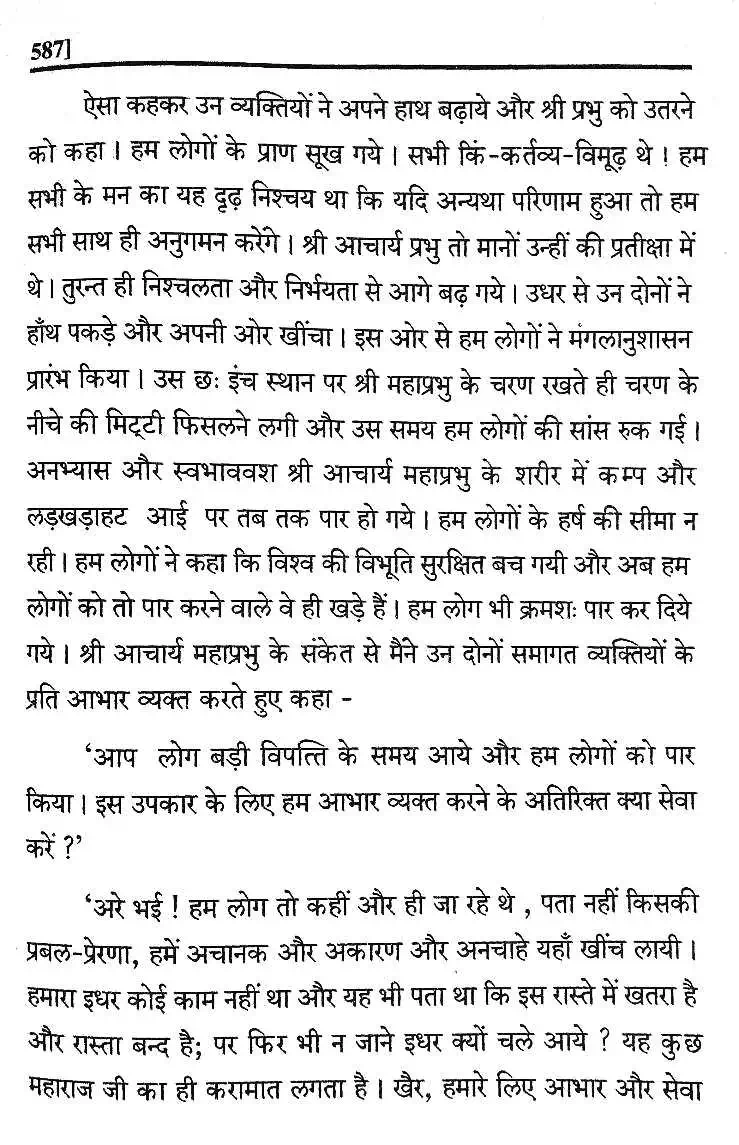 587]
ऐसा कहकर उन व्यक्तियों ने अपने हाथ बढ़ाये और श्री प्रभु को उतरने
को कहा। हम लोगों के प्राण सूख गये। सभी किं-कर्तव्य-विमूढ़ थे ! हम
सभी के मन का यह दृढ़ निश्चय था कि यदि अन्यथा परिणाम हुआ तो हम
सभी साथ ही अनुगमन करेंगे। श्री आचार्य प्रभु तो मानों उन्हीं की प्रतीक्षा में
थे। तुरन्त ही निश्चलता और निर्भयता से आगे बढ़ गये। उधर से उन दोनों ने
हाँथ पकड़े और अपनी ओर खींचा। इस ओर से हम लोगों ने मंगलानुशासन
प्रारंभ किया। उस छः इंच स्थान पर श्री महाप्रभु के चरण रखते ही चरण के
नीचे की मिट्टी फिसलने लगी और उस समय हम लोगों की सांस रुक गई।
अनभ्यास और स्वभाववश श्री आचार्य महाप्रभु के शरीर में कम्प और
लड़खड़ाहट आई पर तब तक पार हो गये। हम लोगों के हर्ष की सीमा न
रही। हम लोगों ने कहा कि विश्व की विभूति सुरक्षित बच गयी और अब हम
लोगों को तो पार करने वाले वे ही खड़े हैं। हम लोग भी क्रमशः पार कर दिये
गये। श्री आचार्य महाप्रभु के संकेत से मैंने उन दोनों समागत व्यक्तियों के
प्रति आभार व्यक्त करते हुए कहा -
‘आप लोग बड़ी विपत्ति के समय आये और हम लोगों को पार
किया। इस उपकार के लिए हम आभार व्यक्त करने के अतिरिक्त क्या सेवा
करें ?’
‘अरे भई ! हम लोग तो कहीं और ही जा रहे थे , पता नहीं किसकी
प्रबल-प्रेरणा, हमें अचानक और अकारण और अनचाहे यहाँ खींच लायी।
हमारा इधर कोई काम नहीं था और यह भी पता था कि इस रास्ते में खतरा है
और रास्ता बन्द है; पर फिर भी न जाने इधर क्यों चले आये ? यह कुछ
महाराज जी का ही करामात लगता है। खैर, हमारे लिए आभार और सेवा